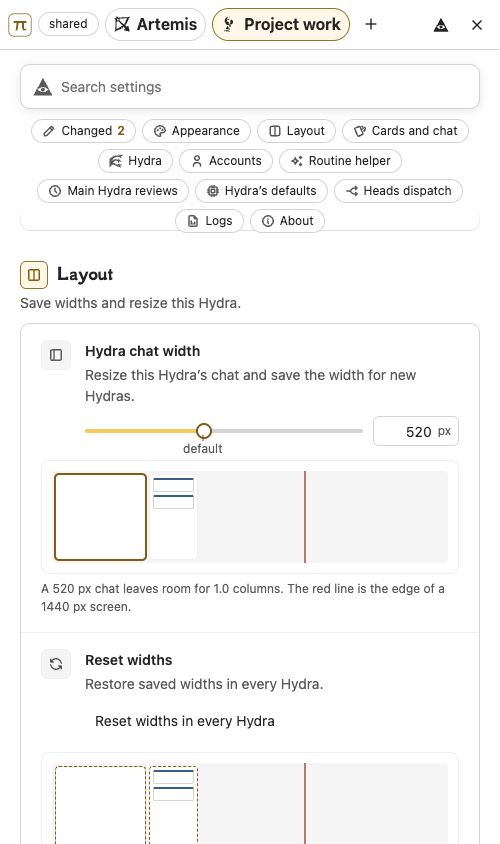 π shared Artemis Project work +
Search settings
Changed 2 Appearance Layout Cards and chat
Hydra Accounts Routine helper
Main Hydra reviews Hydra’s defaults Heads dispatch
Logs About
Layout
Save widths and resize this Hydra.
Hydra chat width
Resize this Hydra’s chat and save the width for new
Hydras.
520 px
default
A 520 px chat leaves room for 1.0 columns. The red line is the edge of a
1440 px screen.
Reset widths
Restore saved widths in every Hydra.
Reset widths in every Hydra